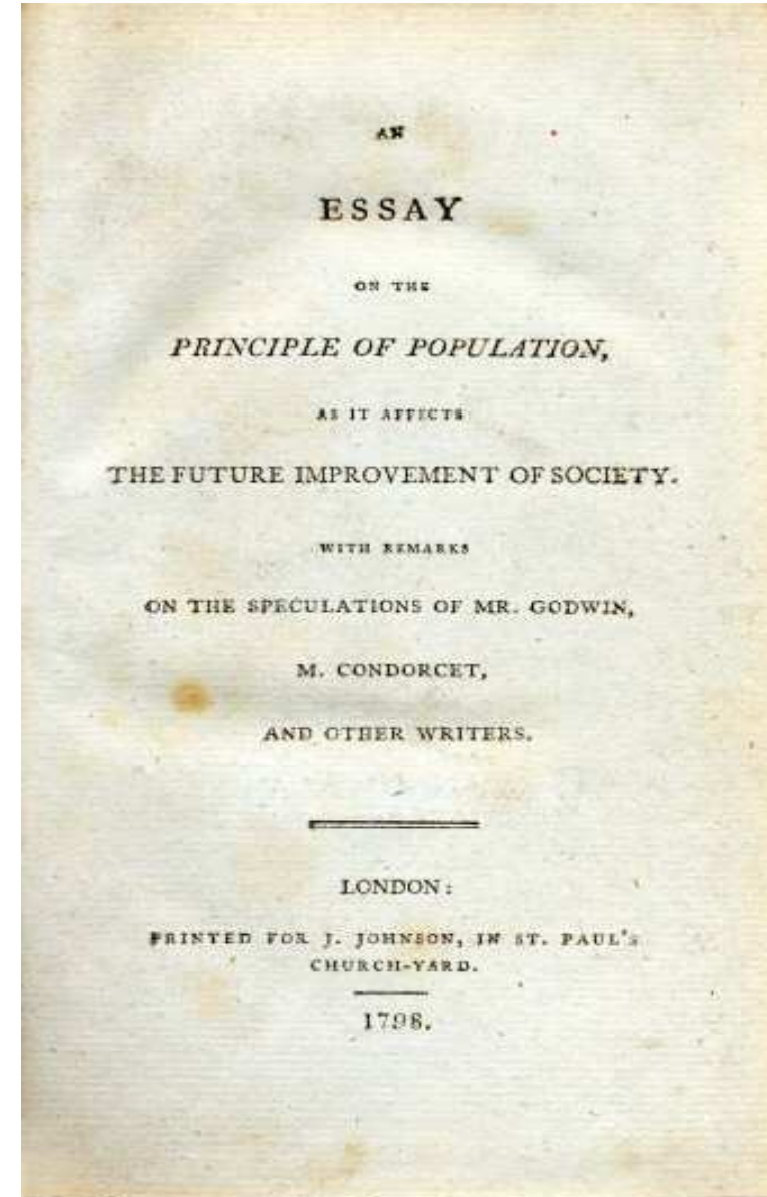 AN
ESSAY
ON THE
PRINCIPLE OF POPULATION,
AS IT AFFECTS
THE FUTURE IMPROVEMENT OF SOCIETY.
WITH REMARKS
ON THE SPECULATIONS OF MR. GODWIN,
M. CONDORCET,
AND OTHER WRITERS.
LONDON:
PRINTED FOR J. JOHNSON, IN ST. PAUL'S
CHURCH-YARD.
1798.